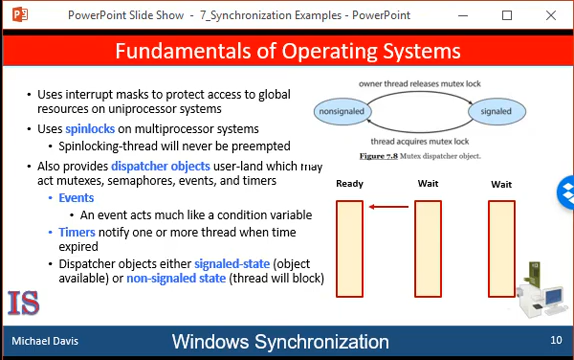 PowerPoint Slide Show - 7_Synchronization Examples - PowerPoint
Fundamentals of Operating Systems
• Uses interrupt masks to protect access to global
resources on uniprocessor systems
• Uses spinlocks on multiprocessor systems
• Spinlocking-thread will never be preempted
• Also provides dispatcher objects user-land which may
act mutexes, semaphores, events, and timers
• Events
• An event acts much like a condition variable
• Timers notify one or more thread when time
expired
• Dispatcher objects either signaled-state (object
available) or non-signaled state (thread will block)
owner thread releases mutex lock
nonsignaled
signaled
thread acquires mutex lock
Figure 7.8 Mutex dispatcher object.
Ready Wait Wait
IS
Michael Davis
Windows Synchronization
10